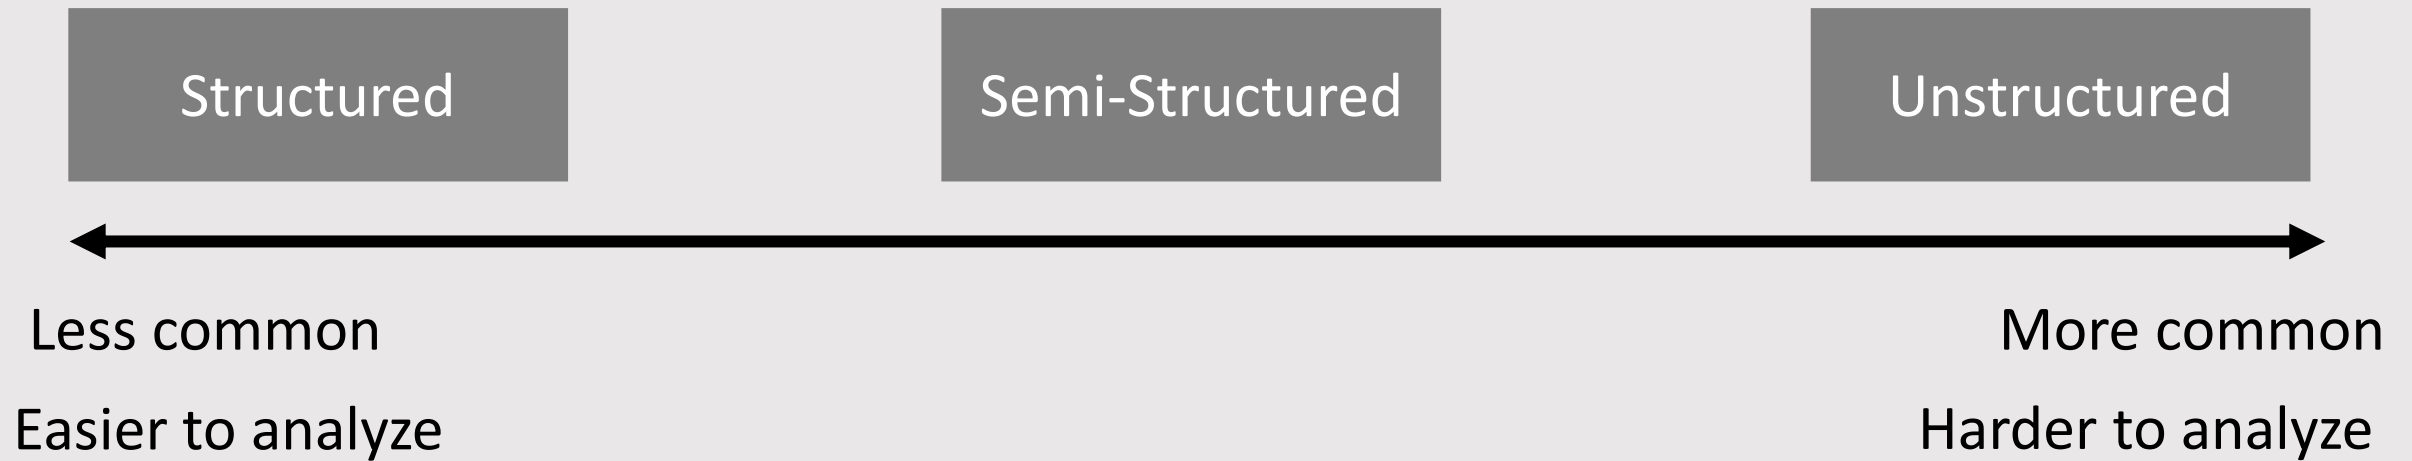 Structured
Semi-Structured
Unstructured
Less common
More common
Easier to analyze
Harder to analyze